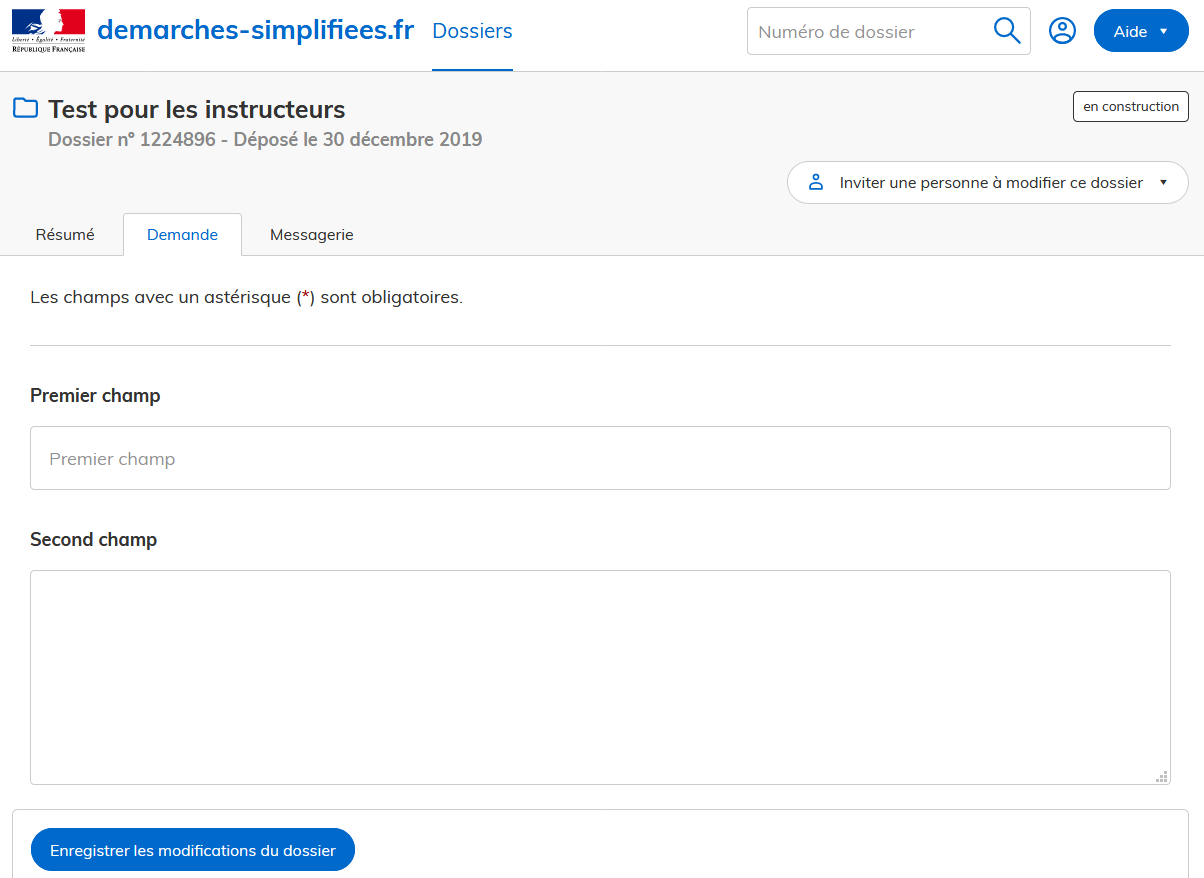 demarches-simplifiees.fr Dossiers Numéro de dossier Aide
Liberté • Égalité • Fraternité
RÉPUBLIQUE FRANÇAISE
Test pour les instructeurs en construction
Dossier nº 1224896 - Déposé le 30 décembre 2019
Inviter une personne à modifier ce dossier
Résumé Demande Messagerie
Les champs avec un astérisque (*) sont obligatoires.
Premier champ
Premier champ
Second champ
Enregistrer les modifications du dossier